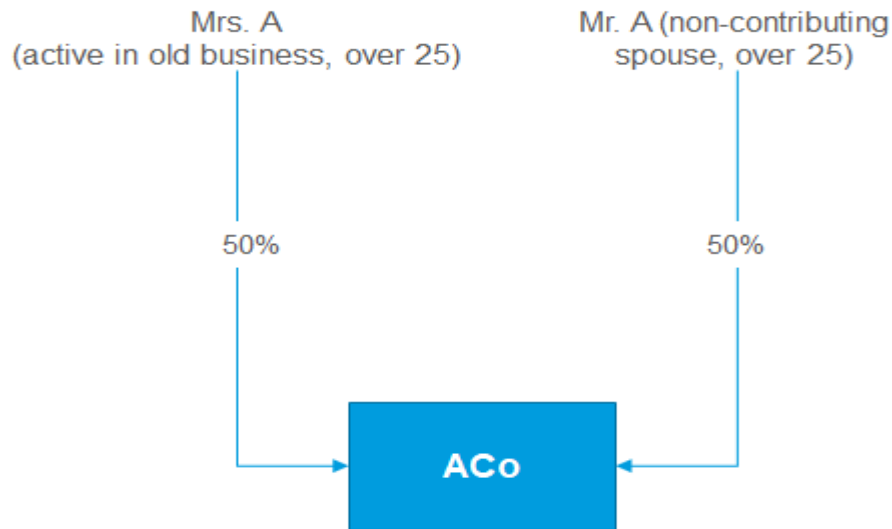 Mrs. A
(active in old business, over 25)
Mr. A (non-contributing
spouse, over 25)
50%
50%
ACo